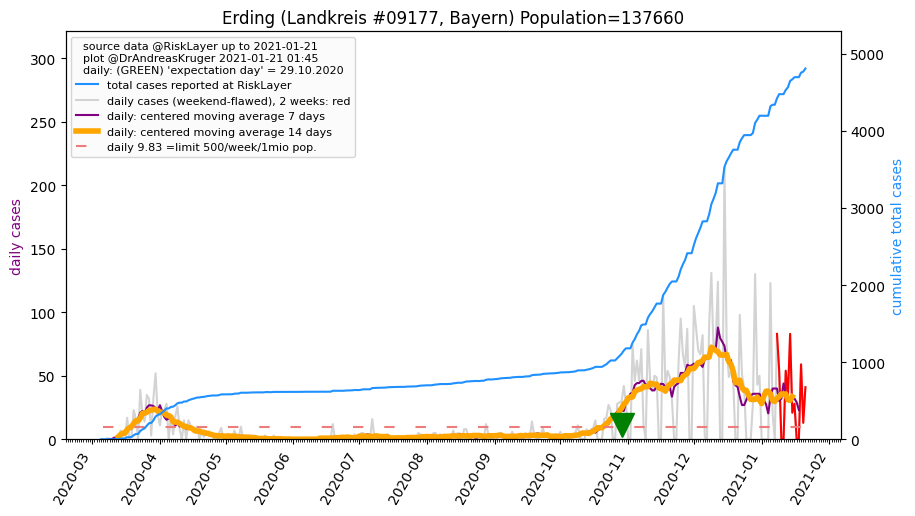 Erding (Landkreis #09177, Bayern) Population=137660
source data @RiskLayer up to 2021-01-21
plot @DrAndreasKruger 2021-01-21 01:45
daily: (GREEN) 'expectation day' = 29.10.2020
total cases reported at RiskLayer
daily cases (weekend-flawed), 2 weeks: red
daily: centered moving average 7 days
daily: centered moving average 14 days
daily 9.83 =limit 500/week/1mio pop.
daily cases
300
250
200
150
100
50
0
cumulative total cases
5000
4000
3000
2000
1000
0
2020-03
2020-04
2020-05
2020-06
2020-07
2020-08
2020-09
2020-10
2020-11
2020-12
2021-01
2021-02